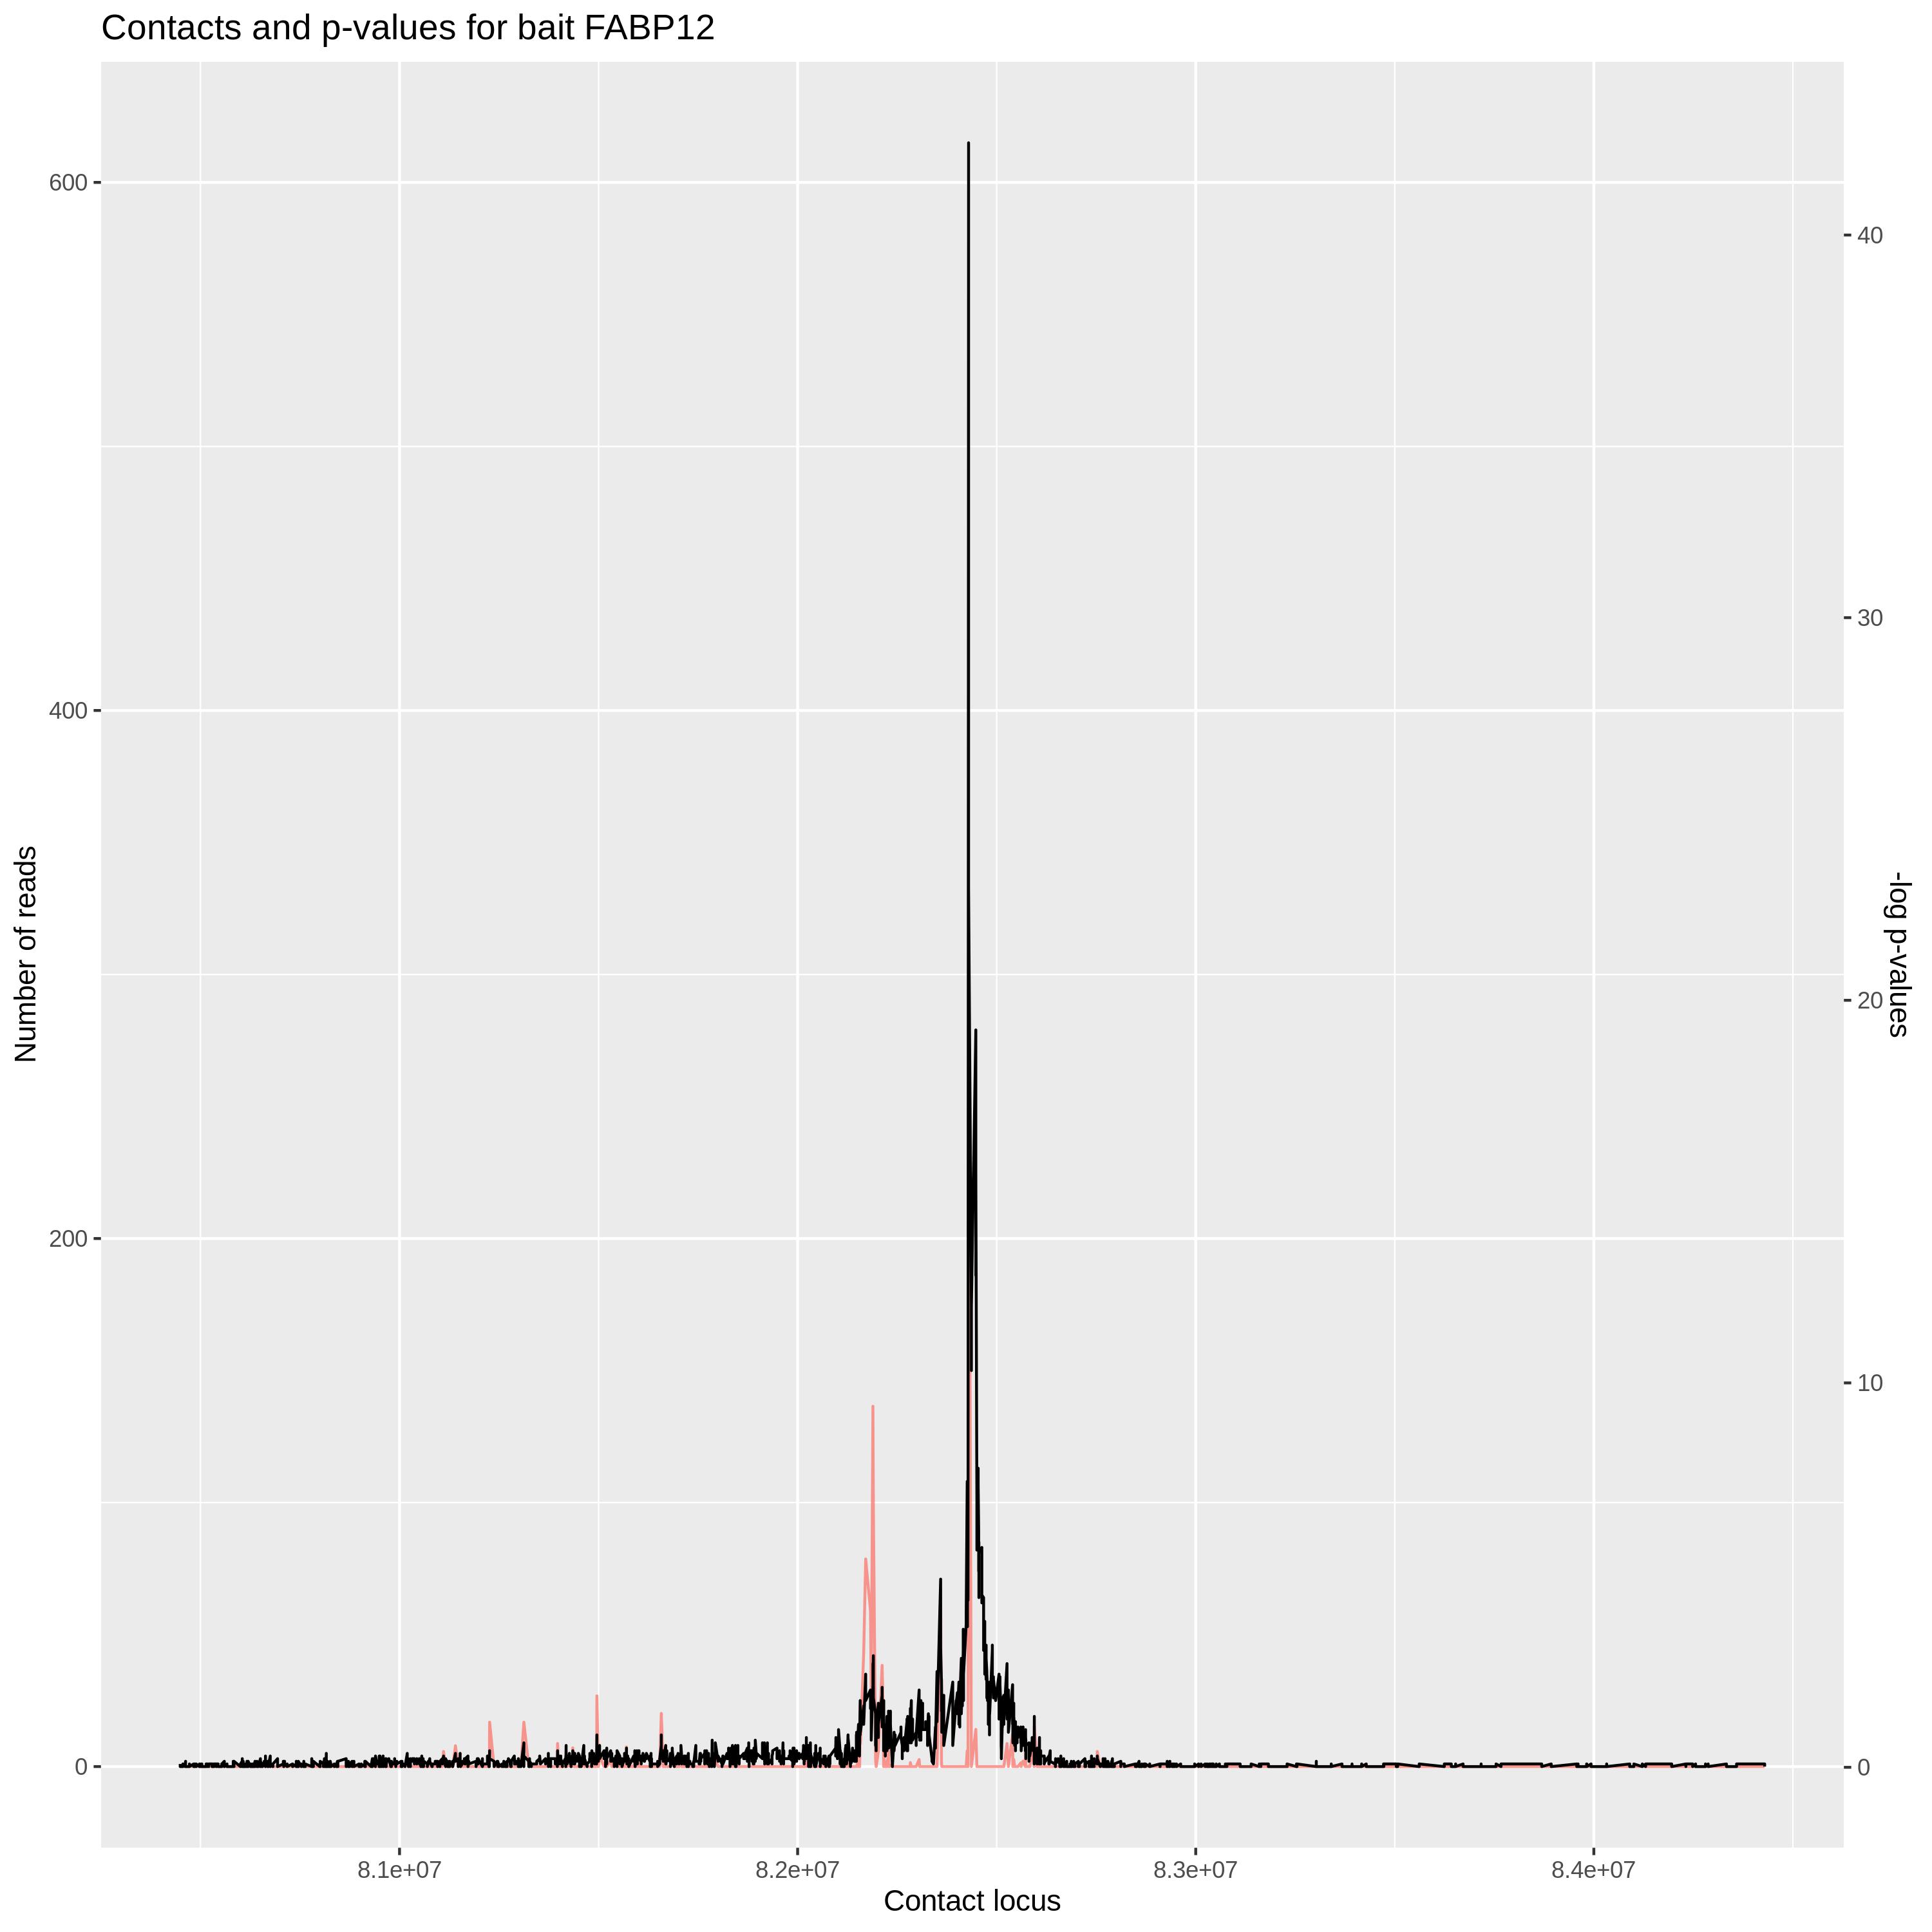 Contacts and p-values for bait FABP12
600
400
200
0
Number of reads
40
30
20
10
0
-log p-values
8.1e+07 8.2e+07 8.3e+07 8.4e+07
Contact locus